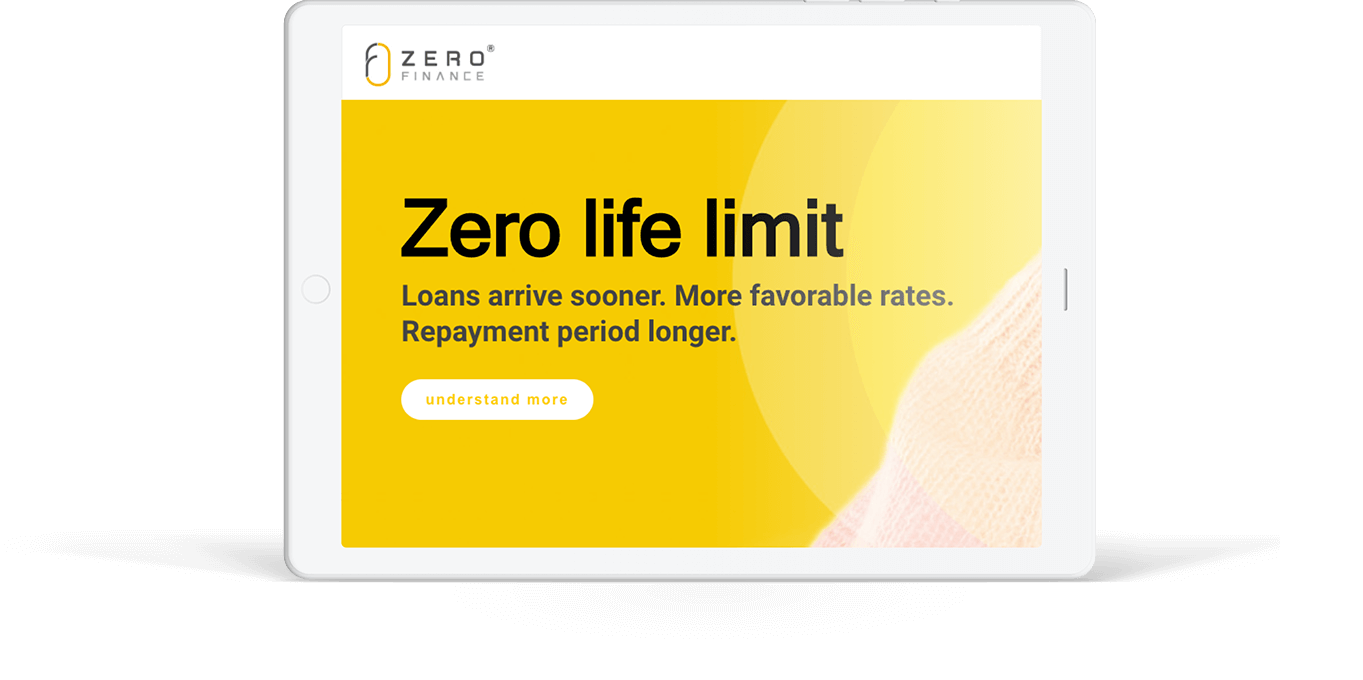 ZERO®
FINANCE
Zero life limit
Loans arrive sooner. More favorable rates.
Repayment period longer.
understand more